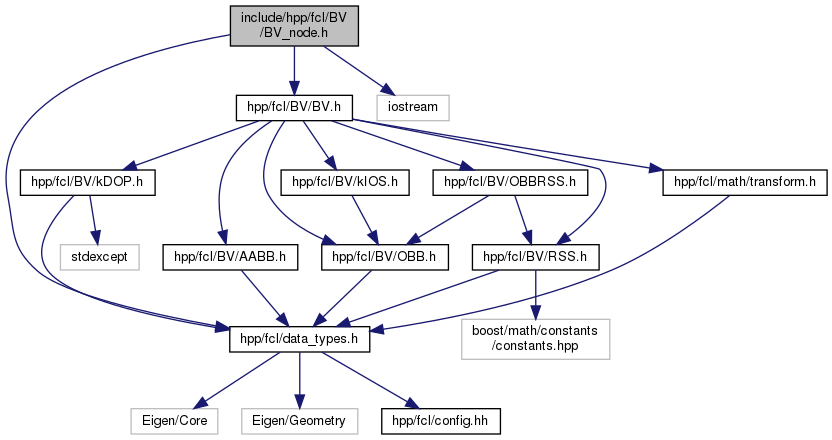 include/hpp/fcl/BV
/BV_node.h
hpp/fcl/BV/BV.h
iostream
hpp/fcl/BV/kDOP.h
hpp/fcl/BV/kIOS.h
hpp/fcl/BV/OBBRSS.h
hpp/fcl/math/transform.h
stdexcept
hpp/fcl/BV/AABB.h
hpp/fcl/BV/OBB.h
hpp/fcl/BV/RSS.h
hpp/fcl/data_types.h
boost/math/constants
/constants.hpp
Eigen/Core
Eigen/Geometry
hpp/fcl/config.hh